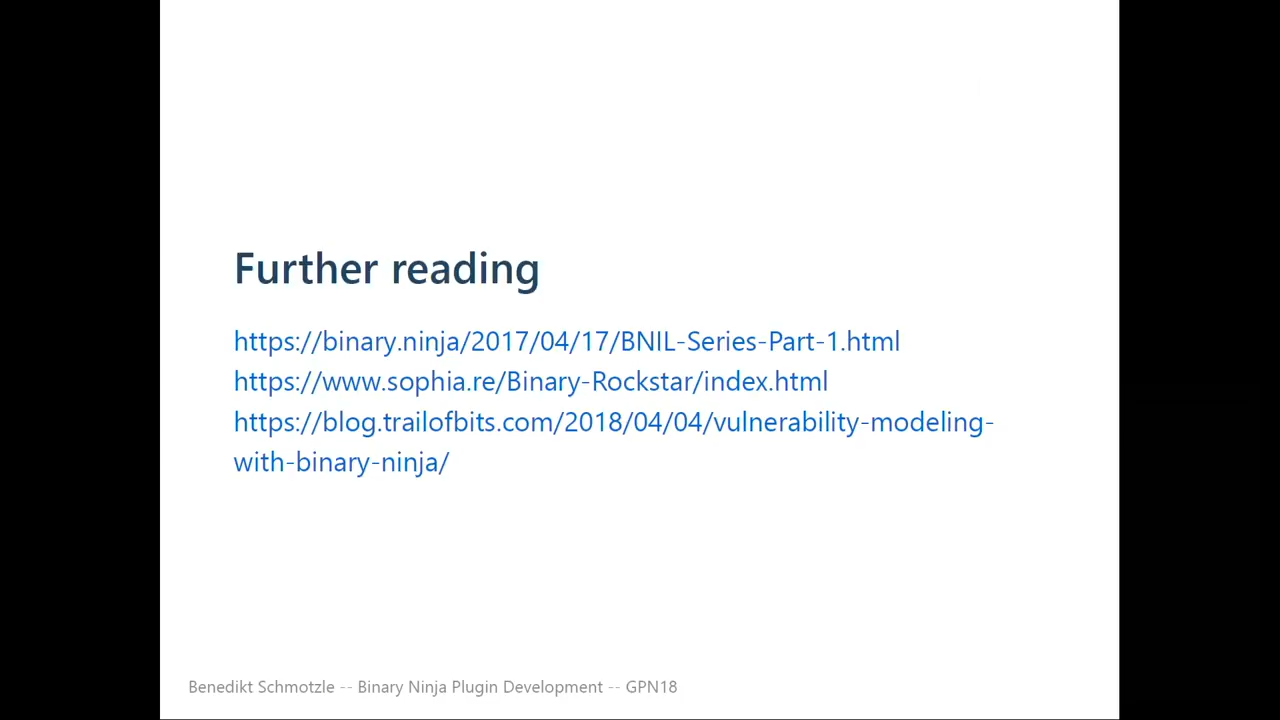 Further reading
https://binary.ninja/2017/04/17/BNIL-Series-Part-1.html
https://www.sophia.re/Binary-Rockstar/index.html
https://blog.trailofbits.com/2018/04/04/vulnerability-modeling-
with-binary-ninja/
Benedikt Schmotzle -- Binary Ninja Plugin Development -- GPN18